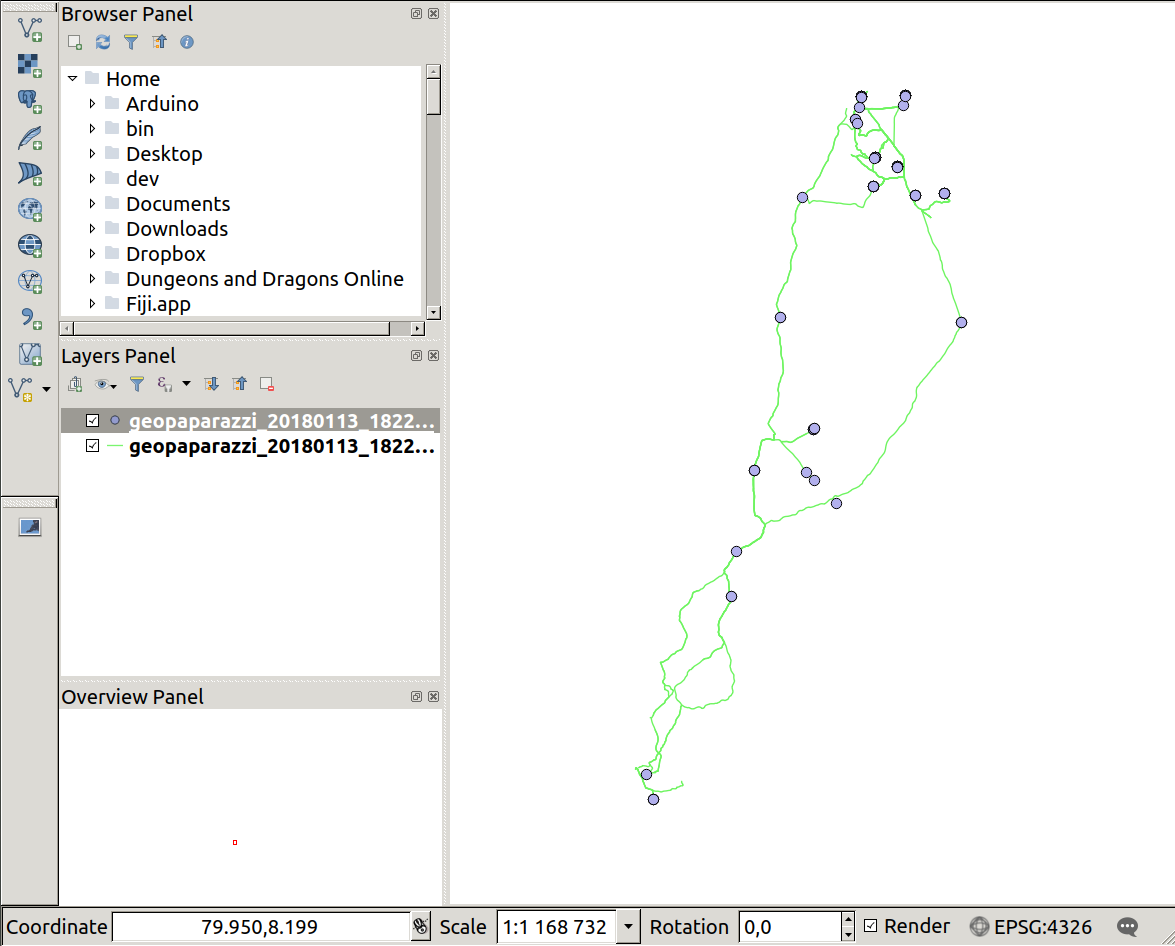 Browser Panel
Home
Arduino
bin
Desktop
dev
Documents
Downloads
Dropbox
Dungeons and Dragons Online
Fiji.app
Layers Panel
geopaparazzi_20180113_1822...
geopaparazzi_20180113_1822...
Overview Panel
Coordinate 79.950,8.199 Scale 1:1 168 732 Rotation 0,0 Render EPSG:4326